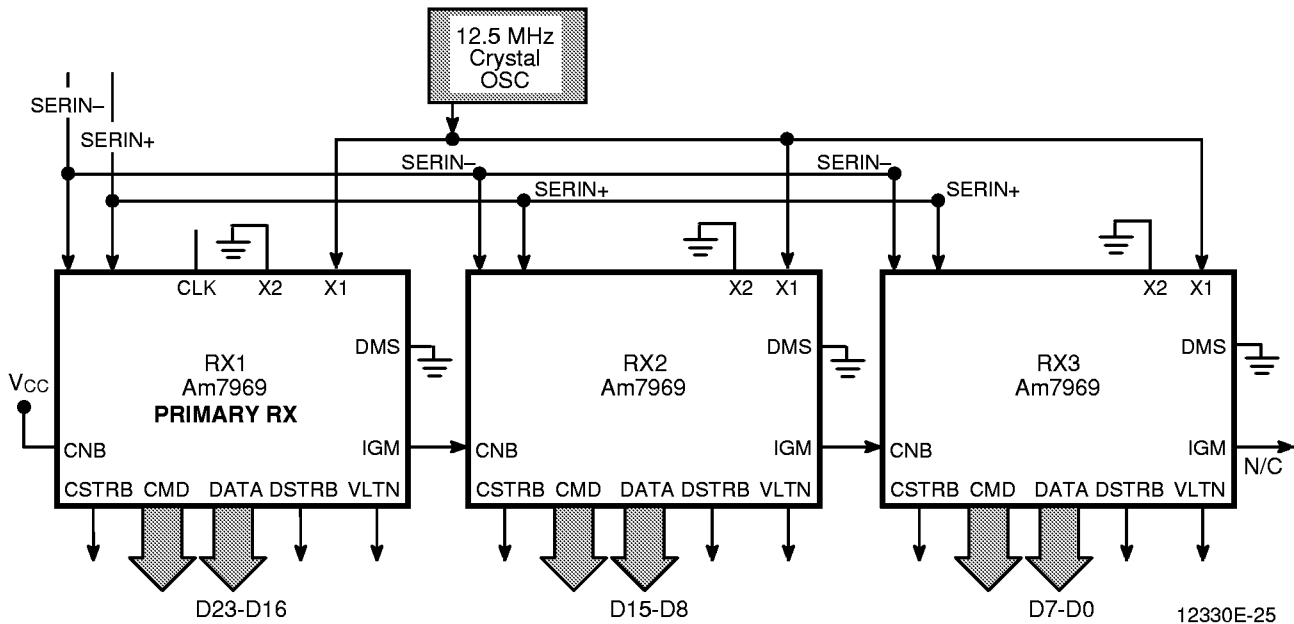 12.5 MHz
Crystal
OSC
SERIN–
SERIN+
SERIN–
SERIN–
SERIN+
SERIN+
CLK X2 X1
X2 X1
X2 X1
DMS
DMS
DMS
RX1
Am7969
PRIMARY RX
RX2
Am7969
RX3
Am7969
VCC
CNB
IGM
CNB
IGM
CNB
IGM
N/C
CSTRB CMD DATA DSTRB VLTN
CSTRB CMD DATA DSTRB VLTN
CSTRB CMD DATA DSTRB VLTN
D23-D16
D15-D8
D7-D0
12330E-25